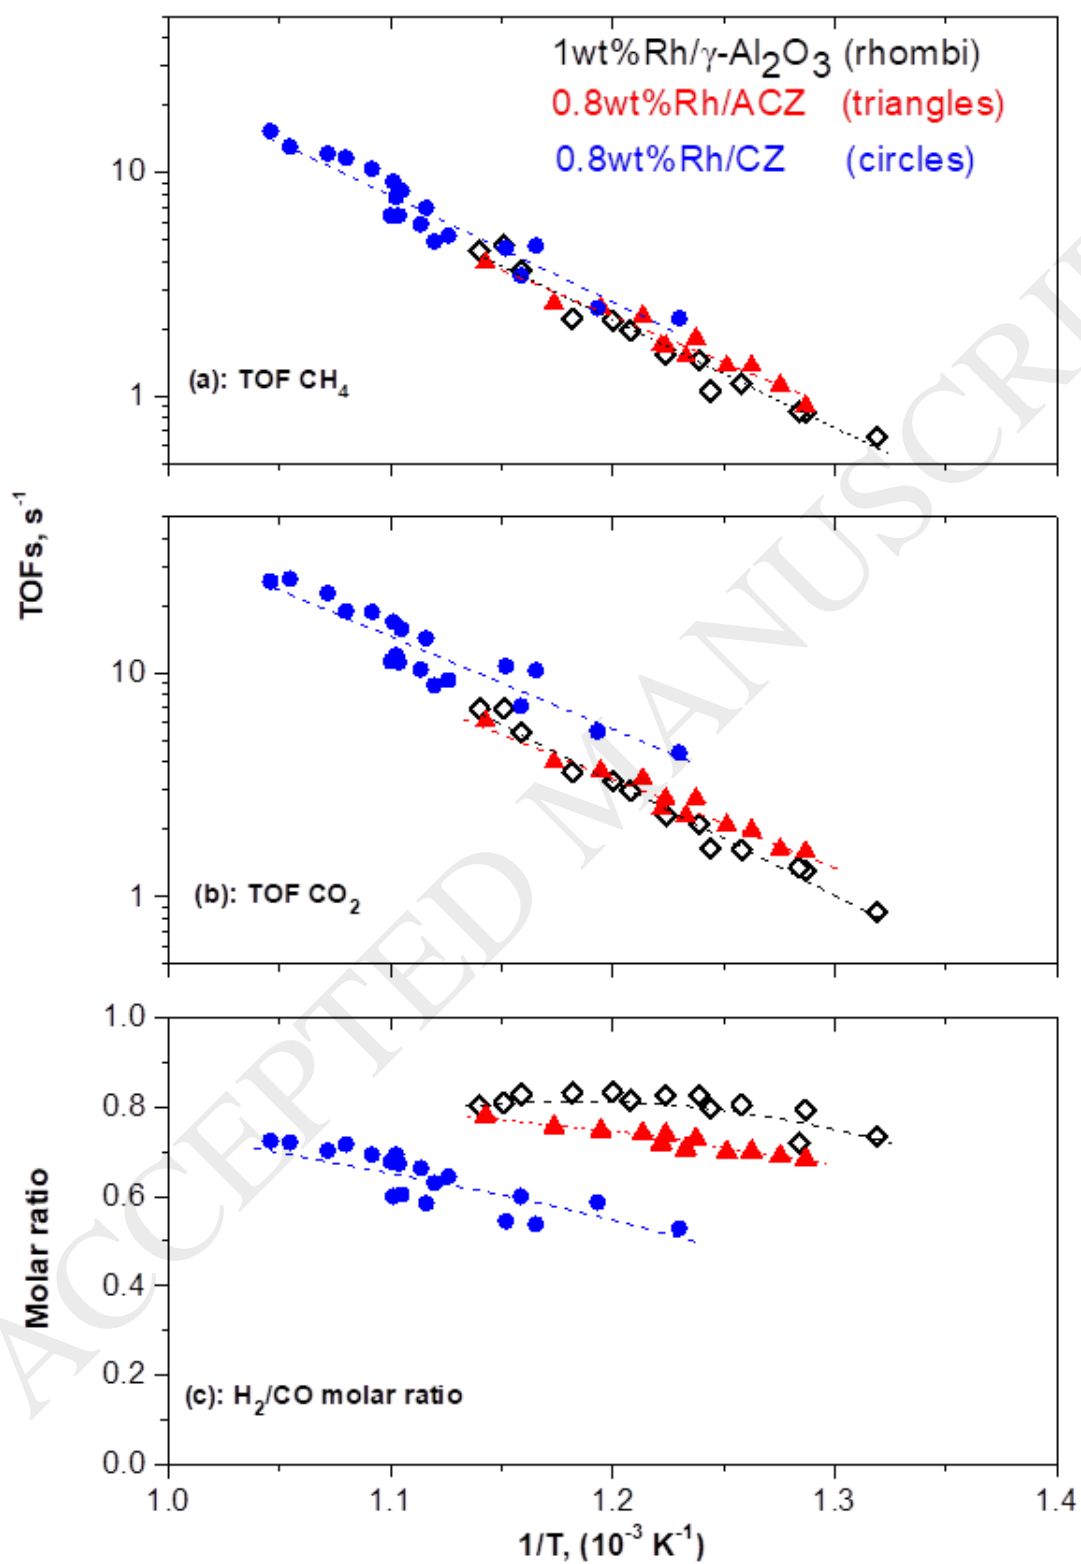 1wt%Rh/γ-Al₂O₃ (rhombi)
0.8wt%Rh/ACZ (triangles)
0.8wt%Rh/CZ (circles)
10
1
(a): TOF CH₄
TOFs, s⁻¹
10
1
(b): TOF CO₂
1.0
0.8
0.6
0.4
0.2
0.0
Molar ratio
(c): H₂/CO molar ratio
1.0 1.1 1.2 1.3 1.4
1/T, (10⁻³ K⁻¹)
ACCEPTED MANUSCRI